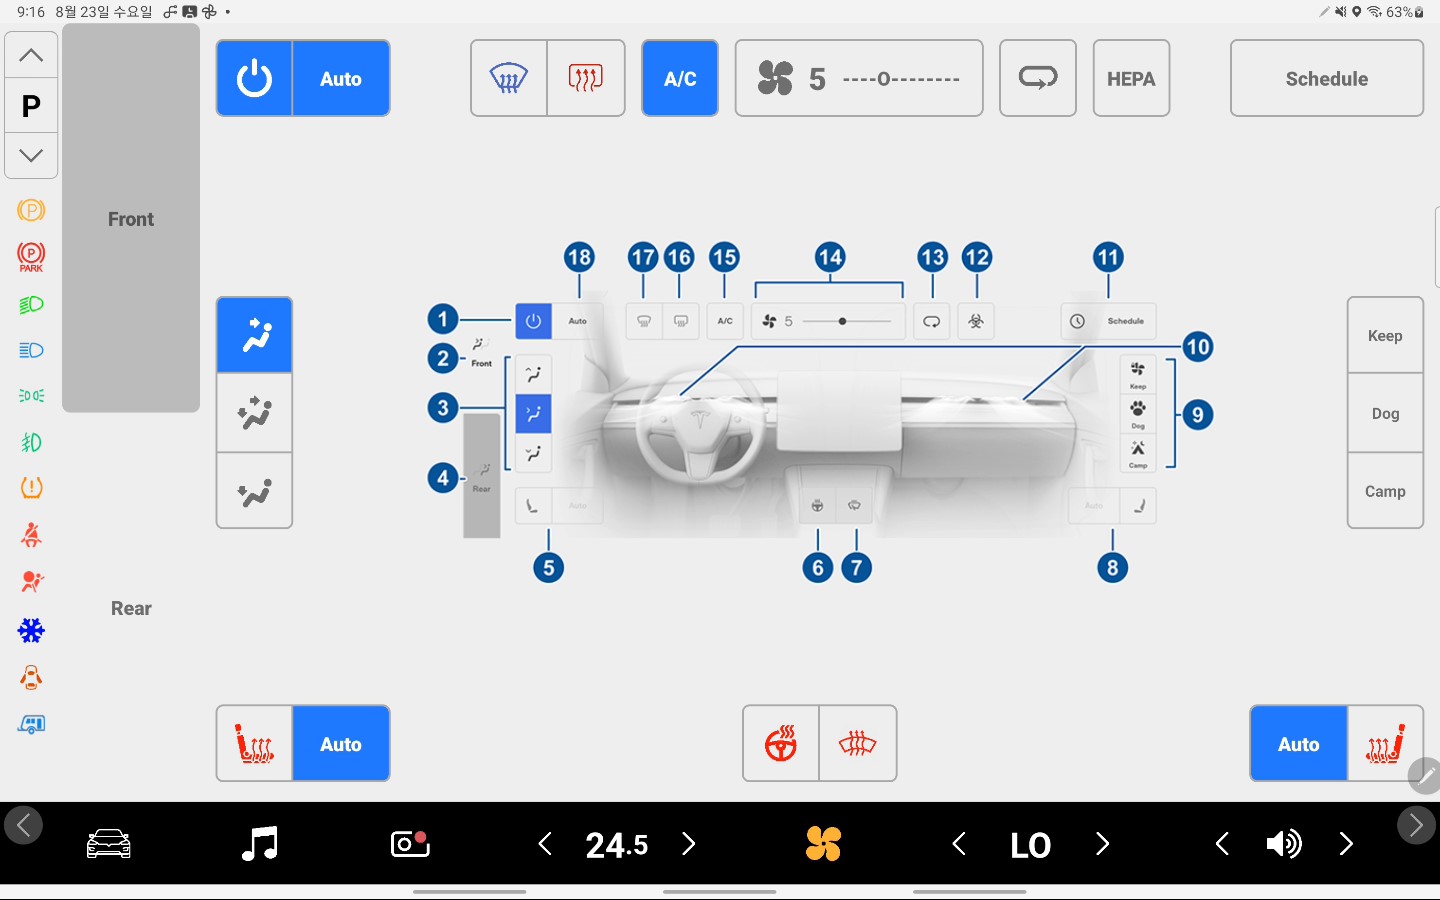 9:16 8월 23일 수요일
63%
P
Front
Auto
A/C
5 ----o--------
HEPA
Schedule
18 17 16 15 14 13 12 11
1
Auto
A/C
5
Schedule
2
Front
10
3
Keep
Dog
Camp
9
4
Rear
Auto
Auto
5
6
7
8
Keep
Dog
Camp
PARK
Rear
Auto
Auto
24.5
LO